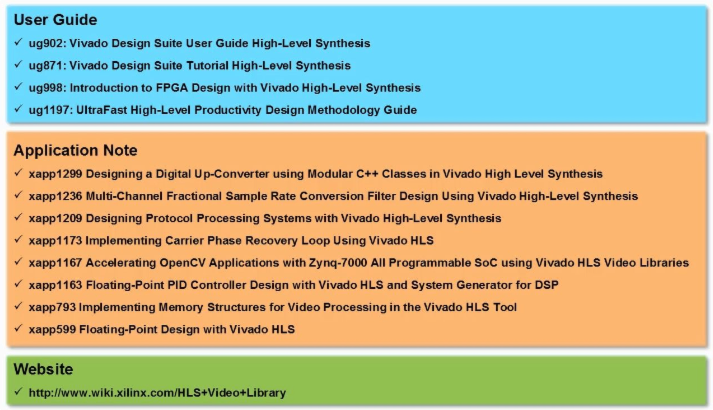 User Guide
✓ ug902: Vivado Design Suite User Guide High-Level Synthesis
✓ ug871: Vivado Design Suite Tutorial High-Level Synthesis
✓ ug998: Introduction to FPGA Design with Vivado High-Level Synthesis
✓ ug1197: UltraFast High-Level Productivity Design Methodology Guide
Application Note
✓ xapp1299 Designing a Digital Up-Converter using Modular C++ Classes in Vivado High Level Synthesis
✓ xapp1236 Multi-Channel Fractional Sample Rate Conversion Filter Design Using Vivado High-Level Synthesis
✓ xapp1209 Designing Protocol Processing Systems with Vivado High-Level Synthesis
✓ xapp1173 Implementing Carrier Phase Recovery Loop Using Vivado HLS
✓ xapp1167 Accelerating OpenCV Applications with Zynq-7000 All Programmable SoC using Vivado HLS Video Libraries
✓ xapp1163 Floating-Point PID Controller Design with Vivado HLS and System Generator for DSP
✓ xapp793 Implementing Memory Structures for Video Processing in the Vivado HLS Tool
✓ xapp599 Floating-Point Design with Vivado HLS
Website
✓ http://www.wiki.xilinx.com/HLS+Video+Library